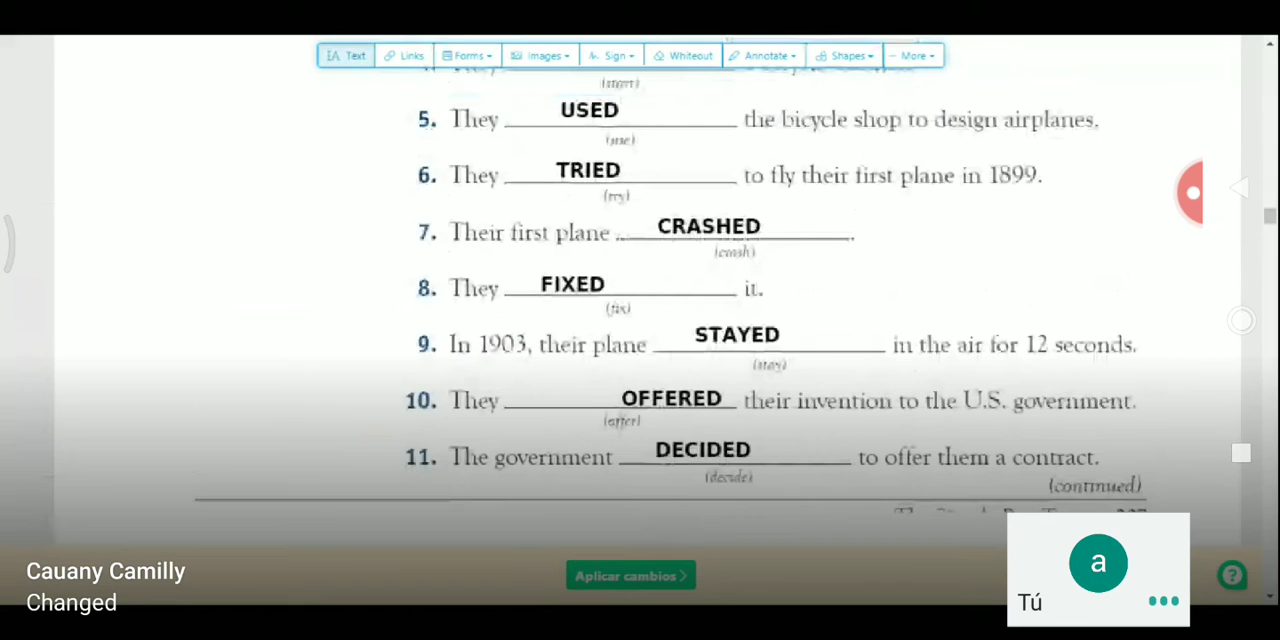 Text Links Forms Images Sign Whiteout Annotate Shapes More
(start)
5. They USED the bicycle shop to design airplanes.
(use)
6. They TRIED to fly their first plane in 1899.
(try)
7. Their first plane CRASHED.
(crash)
8. They FIXED it.
(fix)
9. In 1903, their plane STAYED in the air for 12 seconds.
(stay)
10. They OFFERED their invention to the U.S. government.
(offer)
11. The government DECIDED to offer them a contract.
(decide)
(continued)
Aplicar cambios
Cauany Camilly
Changed
a
Tú